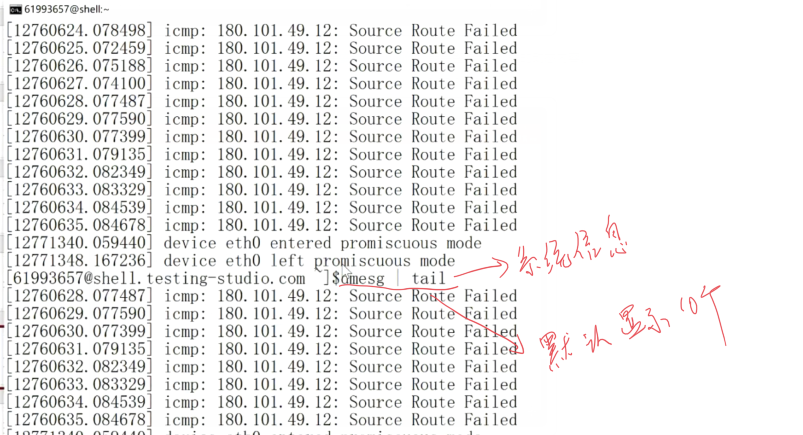 61993657@shell:~
[12760624.078498] icmp: 180.101.49.12: Source Route Failed
[12760625.072459] icmp: 180.101.49.12: Source Route Failed
[12760626.075188] icmp: 180.101.49.12: Source Route Failed
[12760627.074100] icmp: 180.101.49.12: Source Route Failed
[12760628.077487] icmp: 180.101.49.12: Source Route Failed
[12760629.077590] icmp: 180.101.49.12: Source Route Failed
[12760630.077399] icmp: 180.101.49.12: Source Route Failed
[12760631.079135] icmp: 180.101.49.12: Source Route Failed
[12760632.082349] icmp: 180.101.49.12: Source Route Failed
[12760633.083329] icmp: 180.101.49.12: Source Route Failed
[12760634.084539] icmp: 180.101.49.12: Source Route Failed
[12760635.084678] icmp: 180.101.49.12: Source Route Failed
[12771340.059440] device eth0 entered promiscuous mode
[12771348.167236] device eth0 left promiscuous mode
[61993657@shell.testing-studio.com ~]$dmesg | tail
系统信息
[12760628.077487] icmp: 180.101.49.12: Source Route Failed
[12760629.077590] icmp: 180.101.49.12: Source Route Failed
[12760630.077399] icmp: 180.101.49.12: Source Route Failed
默认显示10个
[12760631.079135] icmp: 180.101.49.12: Source Route Failed
[12760632.082349] icmp: 180.101.49.12: Source Route Failed
[12760633.083329] icmp: 180.101.49.12: Source Route Failed
[12760634.084539] icmp: 180.101.49.12: Source Route Failed
[12760635.084678] icmp: 180.101.49.12: Source Route Failed
[12771340.059440] device eth0 entered promiscuous mode